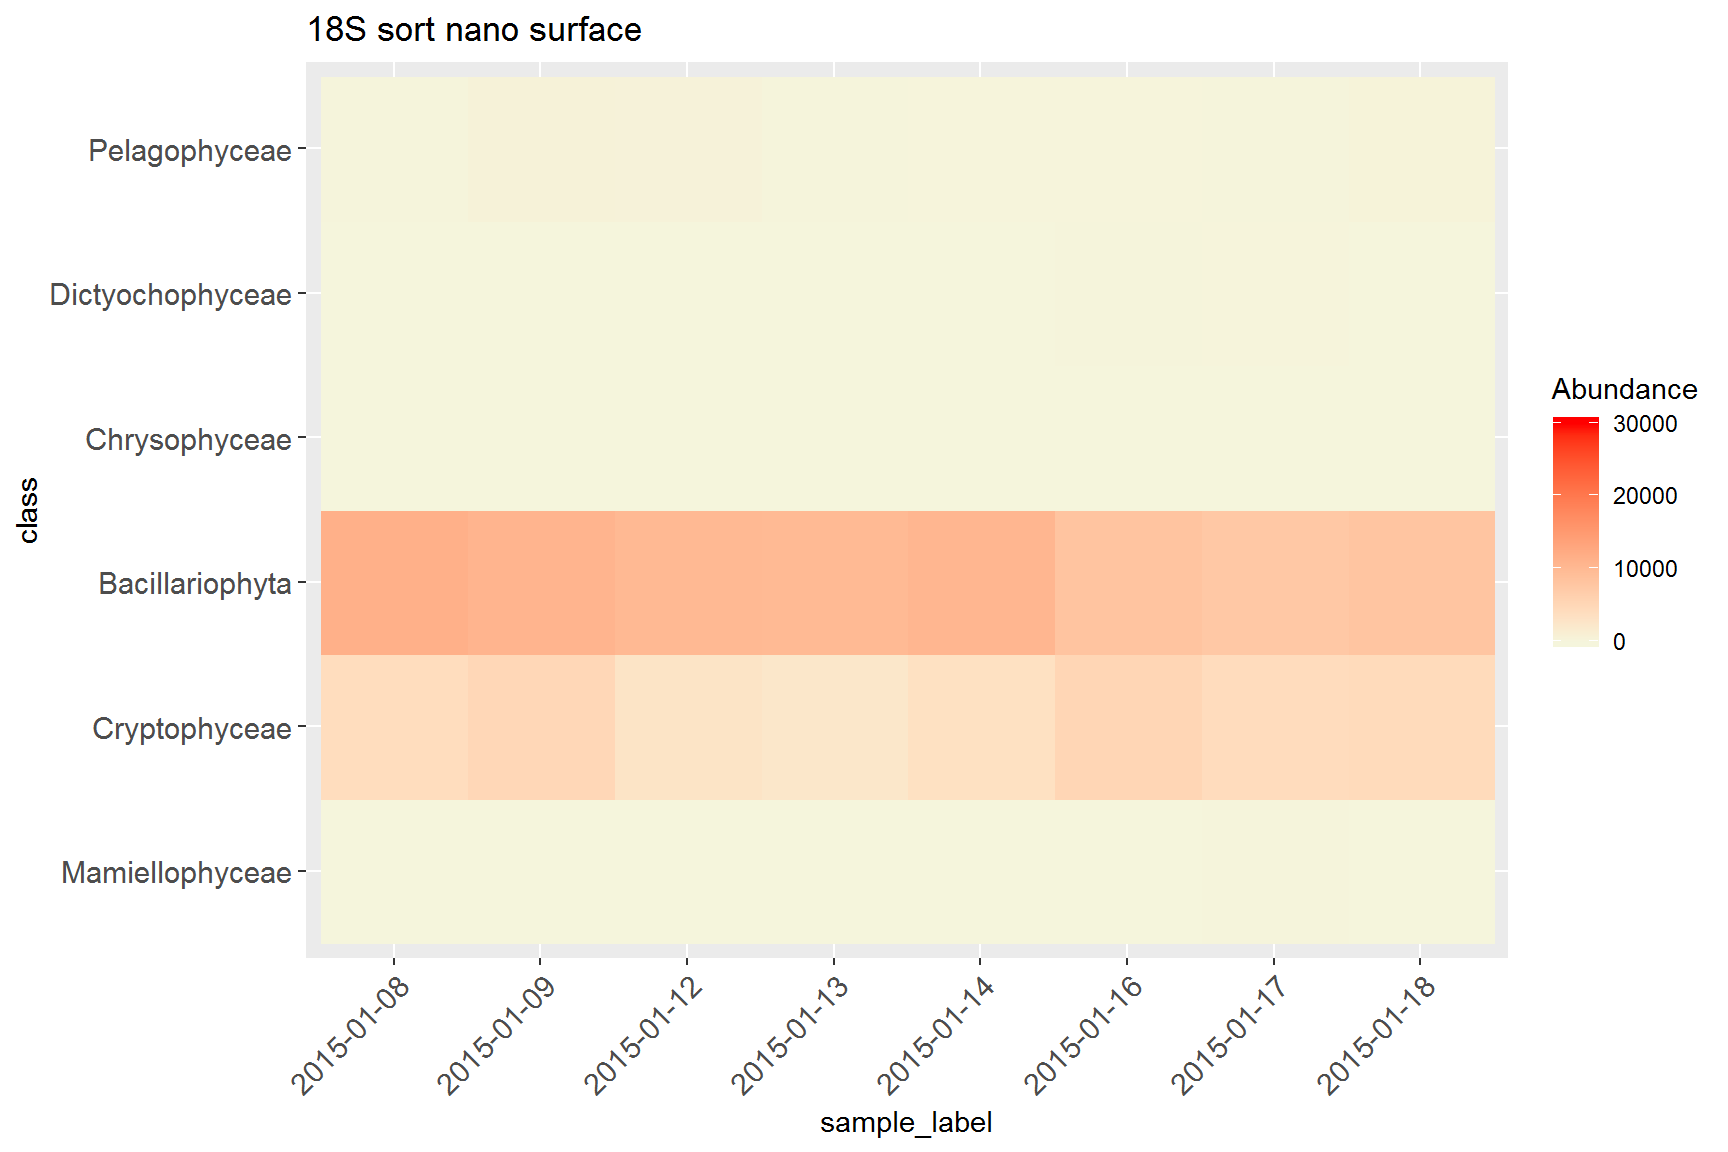 18S sort nano surface
Pelagophyceae
Dictyochophyceae
Chrysophyceae
Bacillariophyta
Cryptophyceae
Mamiellophyceae
class
2015-01-08
2015-01-09
2015-01-12
2015-01-13
2015-01-14
2015-01-16
2015-01-17
2015-01-18
sample_label
Abundance
30000
20000
10000
0